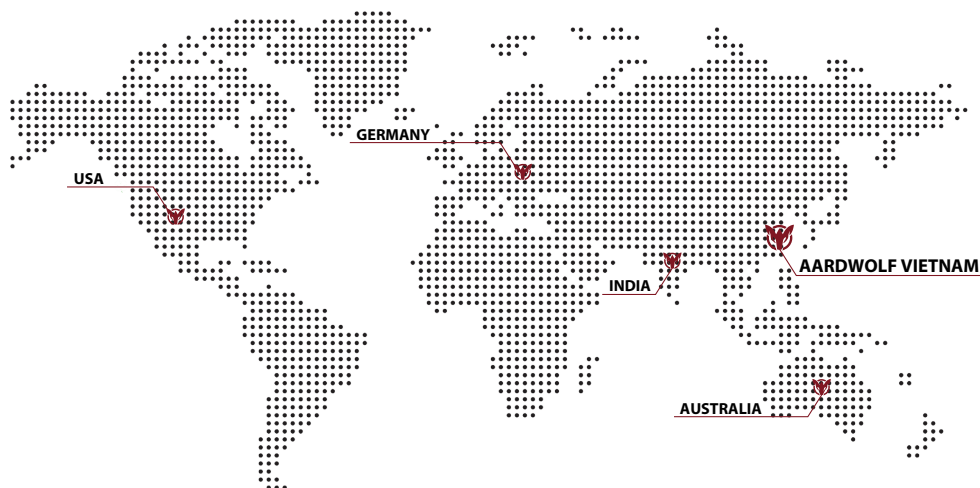 GERMANY
USA
AARDWOLF VIETNAM
INDIA
AUSTRALIA